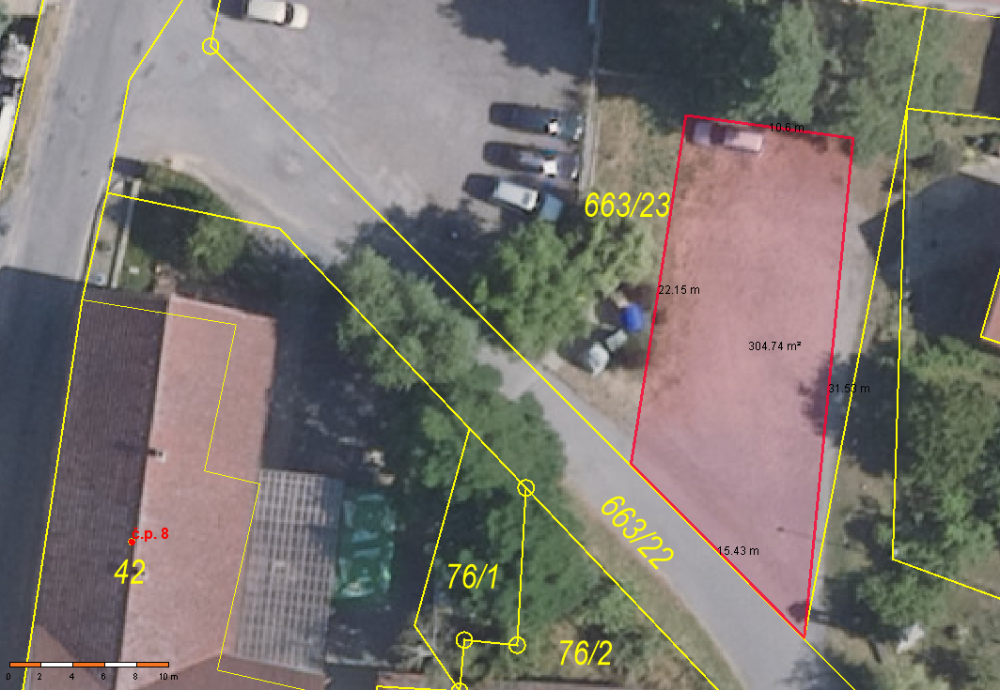 10.6 m
663/23
22.15 m
304.74 m²
31.53 m
663/22
č.p. 8
15.43 m
42
76/1
76/2
0 2 4 6 8 10 m